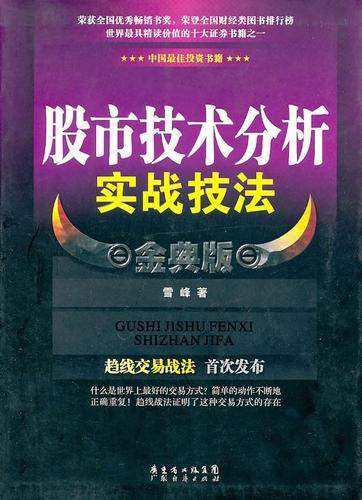 荣获全国优秀畅销书奖，荣登全国财经类图书排行榜
世界最具精读价值的十大证券书籍之一
★★★ 中国最佳投资书籍 ★★★
股市技术分析
实战技法
金典版
雪峰 著
GUSHI JISHU FENXI
SHIZHAN JIFA
趋线交易战法 首次发布
什么是世界上最好的交易方式？简单的动作不断地
正确重复！趋线战法证明了这种交易方式的存在
广东省出版集团
广东经济出版社